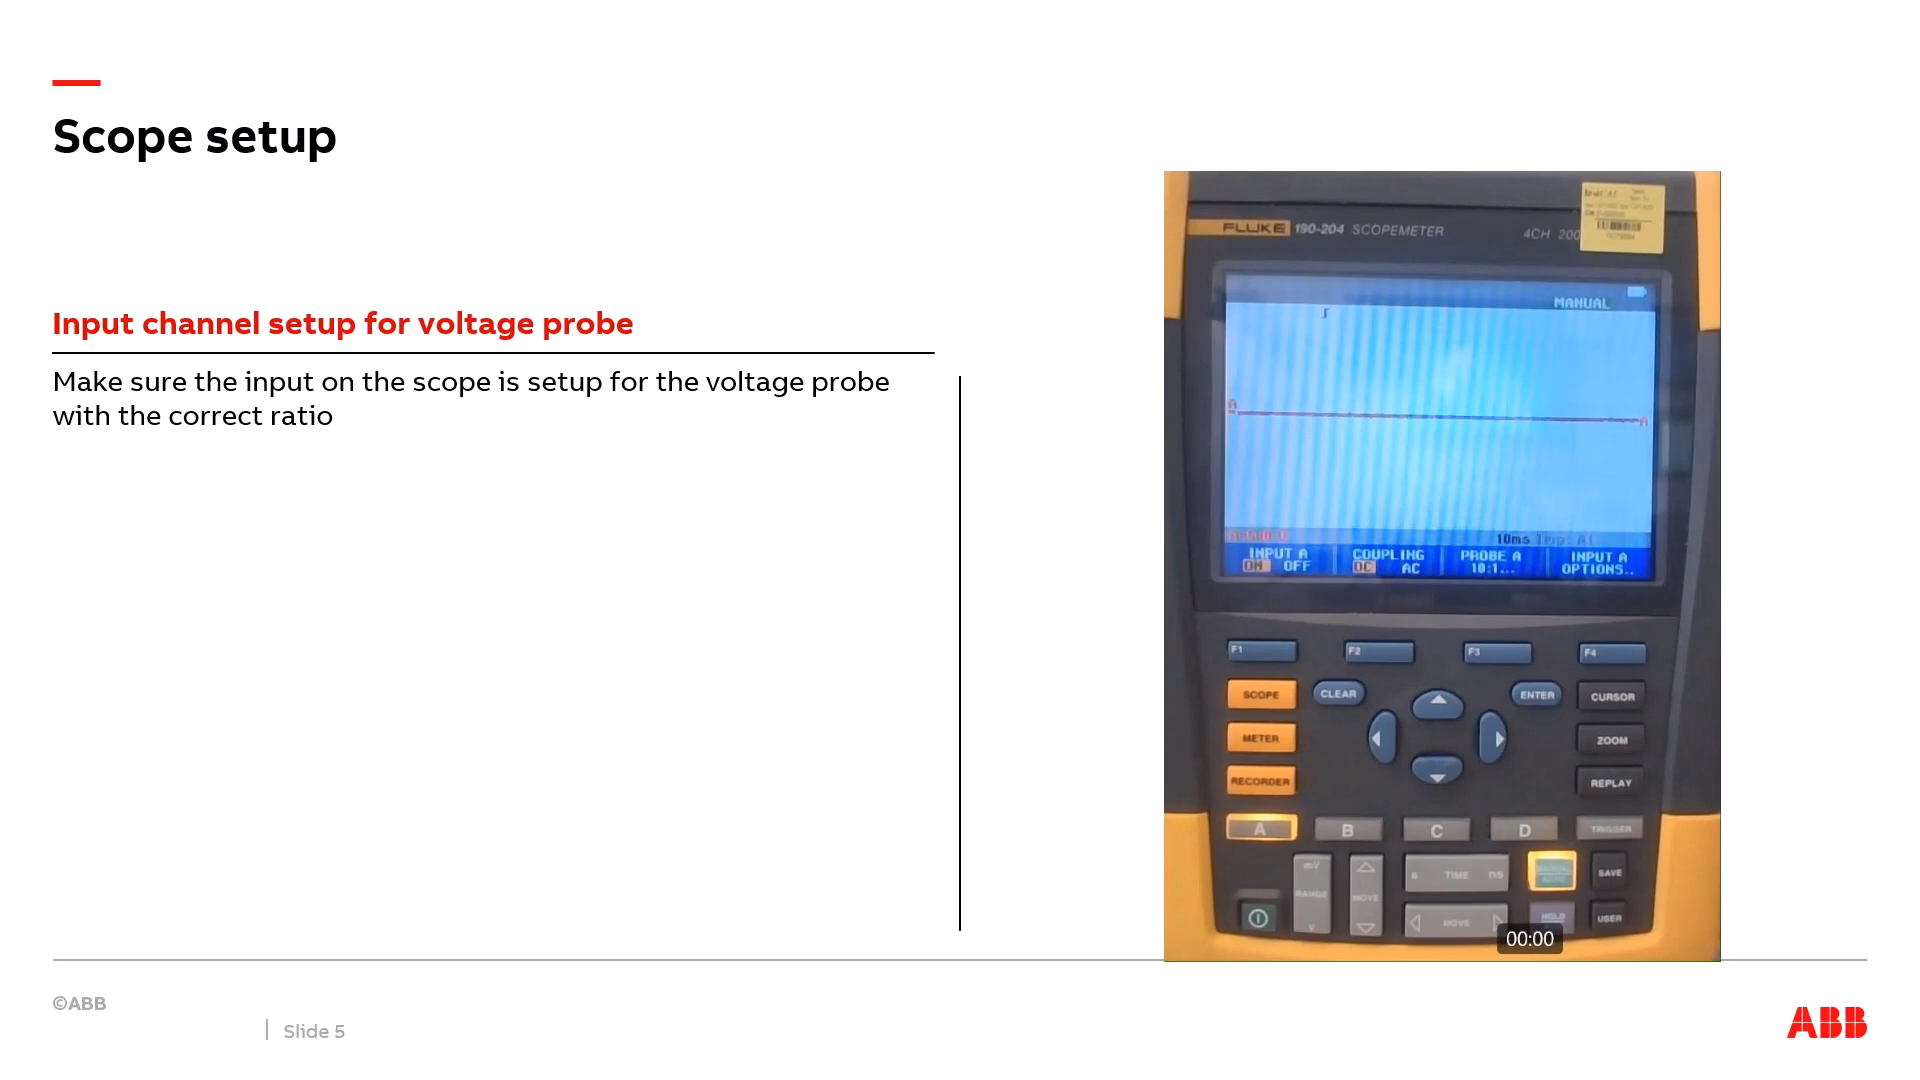 Scope setup
Input channel setup for voltage probe
Make sure the input on the scope is setup for the voltage probe
with the correct ratio
FLUKE 190-204 SCOPEMETER 4CH 200
MANUAL
A
A
10ms
INPUT A COUPLING PROBE A INPUT A
ON OFF DC AC 10:1... OPTIONS..
F1 F2 F3 F4
SCOPE CLEAR ENTER CURSOR
METER ZOOM
RECORDER REPLAY
A B C D TRIGGER
mV RANGE V MOVE s TIME ns SAVE
MOVE HOLD USER
00:00
©ABB
Slide 5
ABB